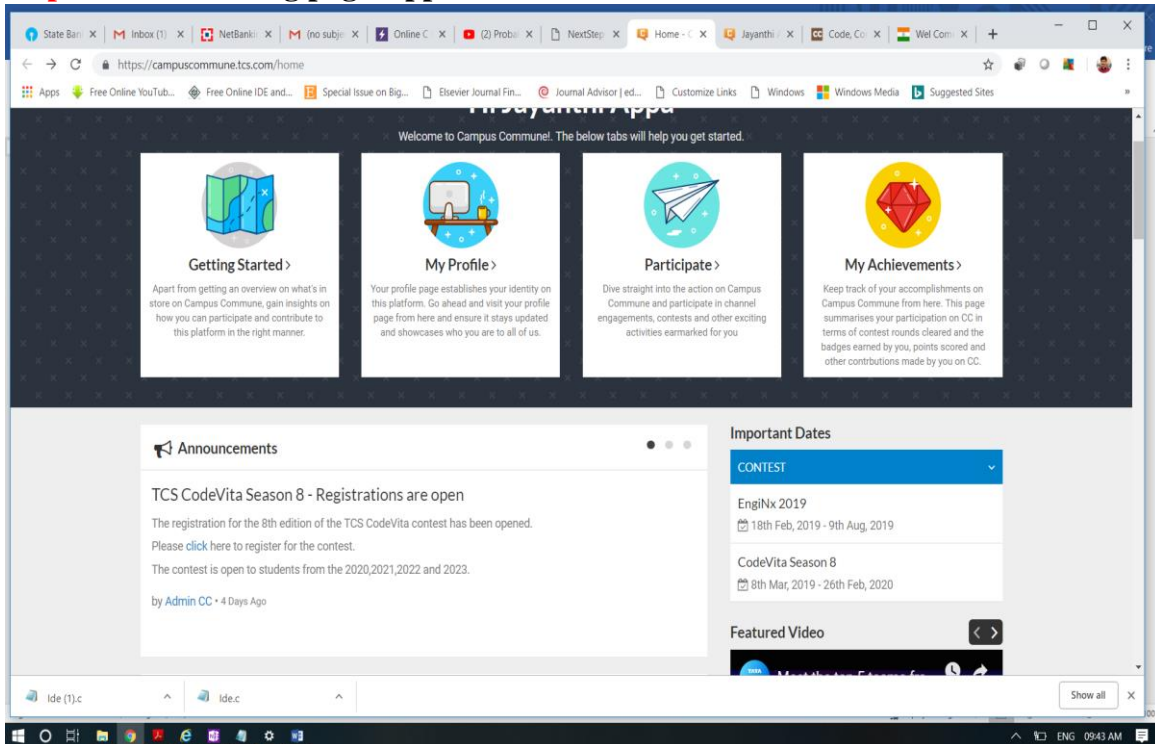 State Ban
Inbox (1)
NetBanki
(no subje
Online C
(2) Probal
NextStep
Home - C
Jayanthi
Code, Co
Wel Com
https://campuscommune.tcs.com/home
Apps
Free Online YouTub...
Free Online IDE and...
Special Issue on Big...
Elsevier Journal Fin...
Journal Advisor | ed...
Customize Links
Windows
Windows Media
Suggested Sites
»
Welcome to Campus Commune!. The below tabs will help you get started.
Getting Started >
Apart from getting an overview on what's in
store on Campus Commune, gain insights on
how you can participate and contribute to
this platform in the right manner.
My Profile >
Your profile page establishes your identity on
this platform. Go ahead and visit your profile
page from here and ensure it stays updated
and showcases who you are to all of us.
Participate >
Dive straight into the action on Campus
Commune and participate in channel
engagements, contests and other exciting
activities earmarked for you
My Achievements >
Keep track of your accomplishments on
Campus Commune from here. This page
summarises your participation on CC in
terms of contest rounds cleared and the
badges earned by you, points scored and
other contrbutions made by you on CC.
Announcements
TCS CodeVita Season 8 - Registrations are open
The registration for the 8th edition of the TCS CodeVita contest has been opened.
Please click here to register for the contest.
The contest is open to students from the 2020,2021,2022 and 2023.
by Admin CC • 4 Days Ago
Important Dates
CONTEST
EngiNx 2019
18th Feb, 2019 - 9th Aug, 2019
CodeVita Season 8
8th Mar, 2019 - 26th Feb, 2020
Featured Video
TATA
Meet the top 5 teams
Ide (1).c
Ide.c
Show all
ENG 09:43 AM